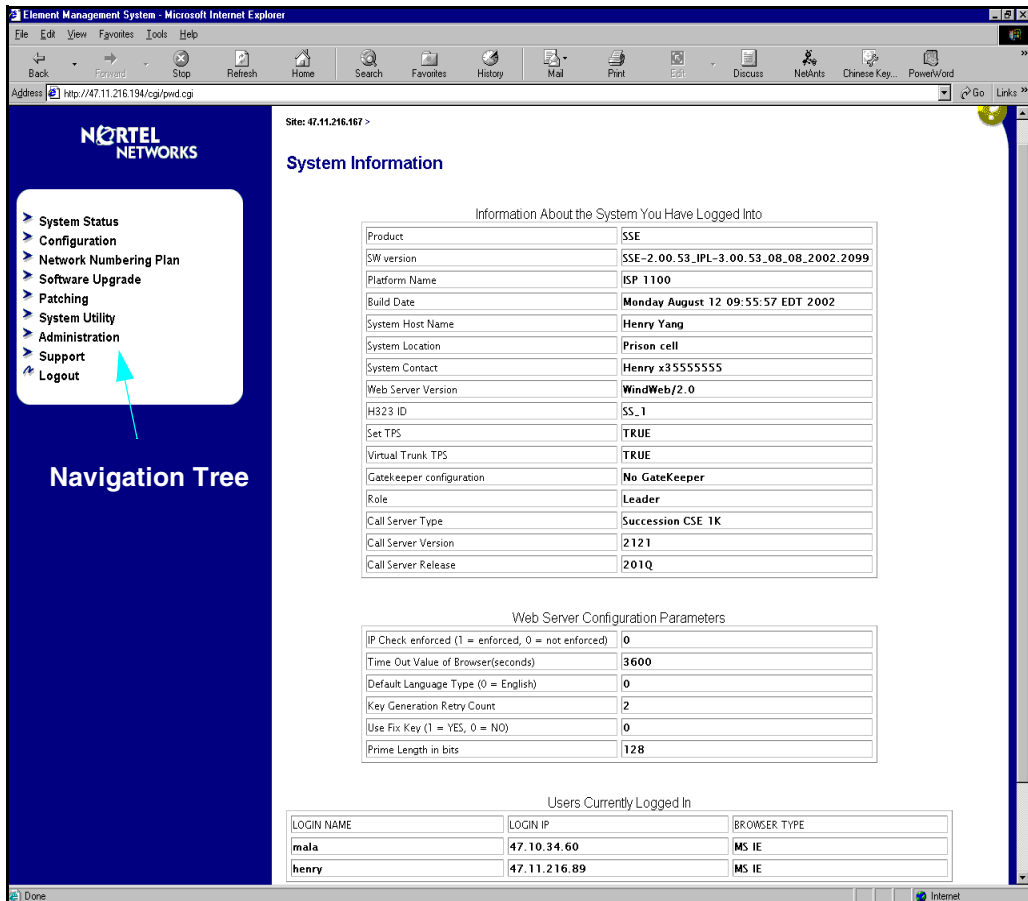 Element Management System - Microsoft Internet Explorer
File Edit View Favorites Tools Help
Back Forward Stop Refresh Home Search Favorites History Mail Print Edit Discuss NetAnts Chinese Key... PowerWord »
Address http://47.11.216.194/cgi/pwd.cgi Go Links »
NORTEL
NETWORKS
System Status
Configuration
Network Numbering Plan
Software Upgrade
Patching
System Utility
Administration
Support
Logout
Navigation Tree
Site: 47.11.216.167 >
System Information
Information About the System You Have Logged Into
Product SSE
SW version SSE-2.00.53_IPL-3.00.53_08_08_2002.2099
Platform Name ISP 1100
Build Date Monday August 12 09:55:57 EDT 2002
System Host Name Henry Yang
System Location Prison cell
System Contact Henry x35555555
Web Server Version WindWeb/2.0
H323 ID SS_1
Set TPS TRUE
Virtual Trunk TPS TRUE
Gatekeeper configuration No GateKeeper
Role Leader
Call Server Type Succession CSE 1K
Call Server Version 2121
Call Server Release 201Q
Web Server Configuration Parameters
IP Check enforced (1 = enforced, 0 = not enforced) 0
Time Out Value of Browser(seconds) 3600
Default Language Type (0 = English) 0
Key Generation Retry Count 2
Use Fix Key (1 = YES, 0 = NO) 0
Prime Length in bits 128
Users Currently Logged In
LOGIN NAME LOGIN IP BROWSER TYPE
mala 47.10.34.60 MS IE
henry 47.11.216.89 MS IE
Done Internet